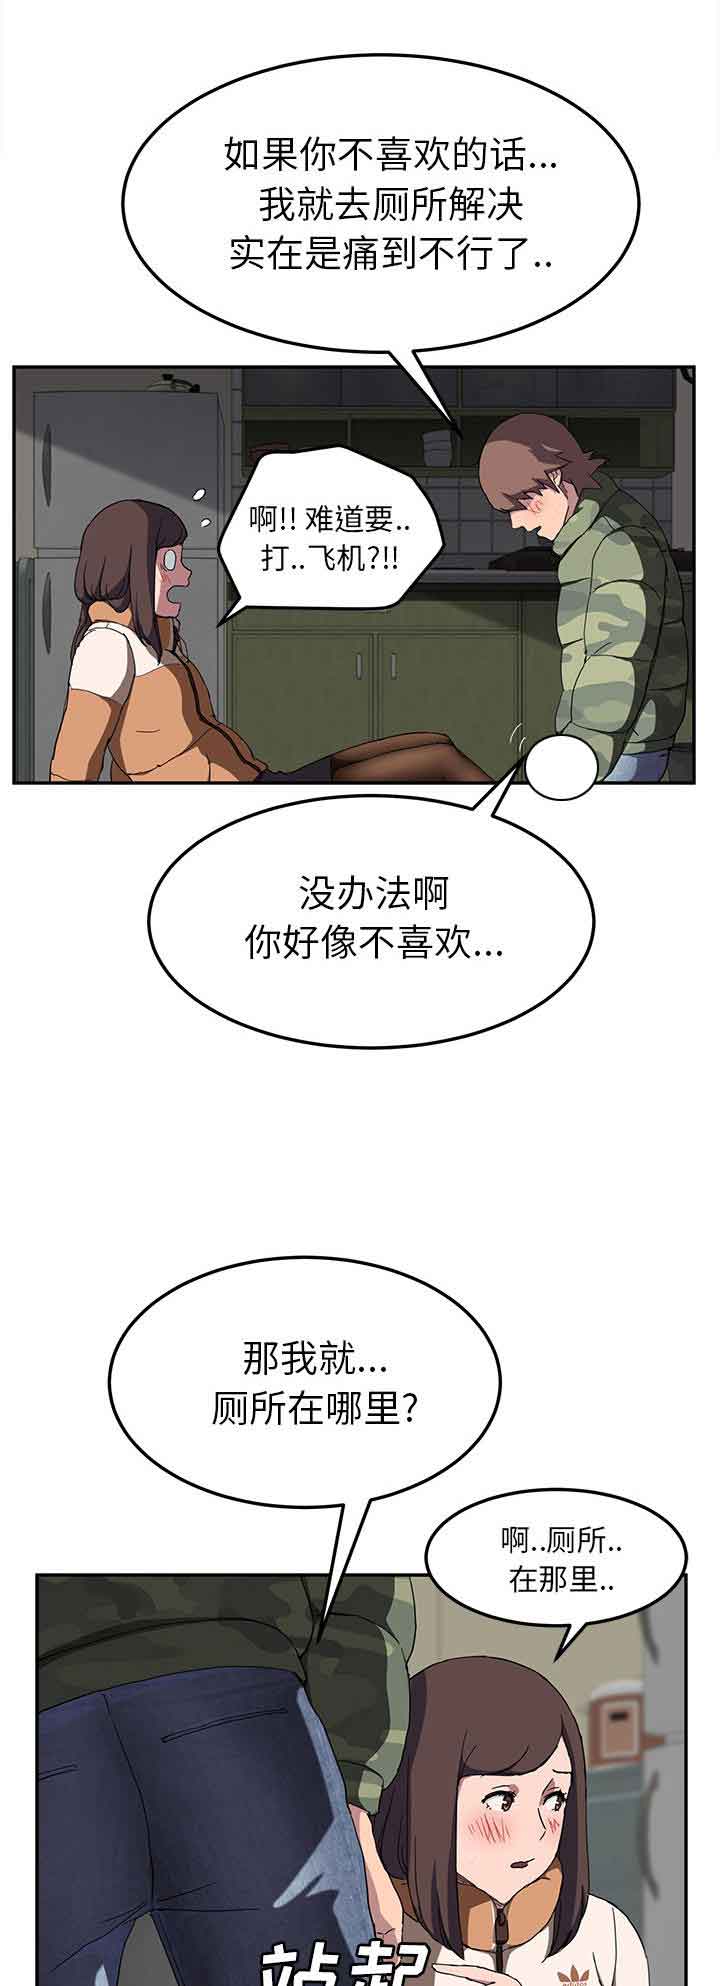 如果你不喜欢的话...
我就去厕所解决
实在是痛到不行了..
啊!! 难道要..
打..飞机?!!
没办法啊
你好像不喜欢...
那我就...
厕所在哪里?
啊..厕所..
在那里..
站起